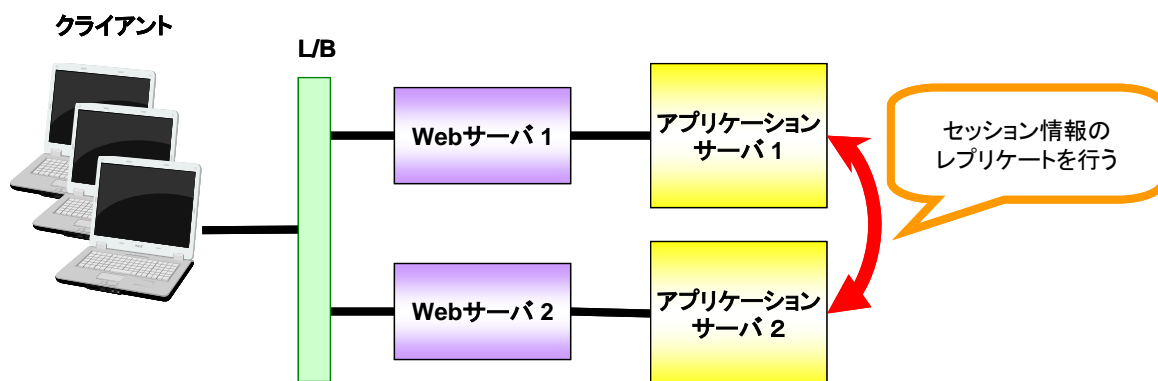 クライアント
L/B
Webサーバ 1
アプリケーション
サーバ 1
セッション情報の
レプリケートを行う
Webサーバ 2
アプリケーション
サーバ 2